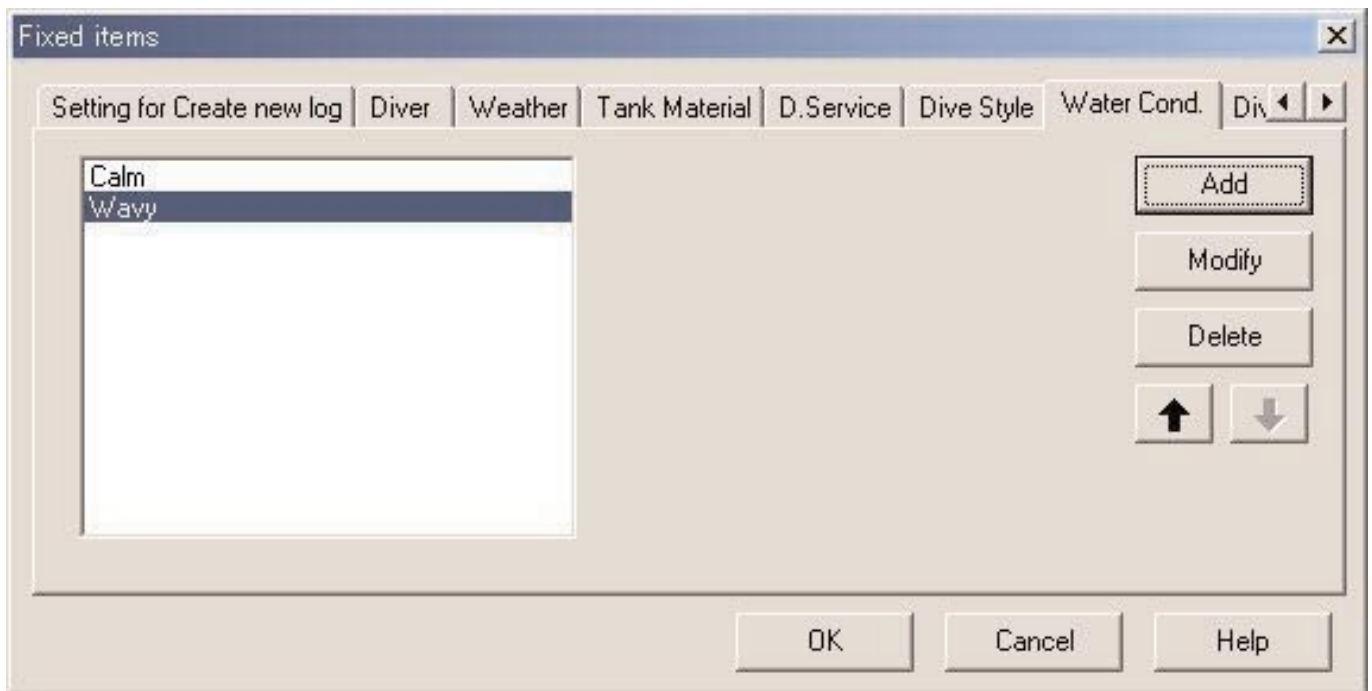 Fixed items
Setting for Create new log Diver Weather Tank Material D.Service Dive Style Water Cond.
Calm
Wavy
Add
Modify
Delete
OK Cancel Help